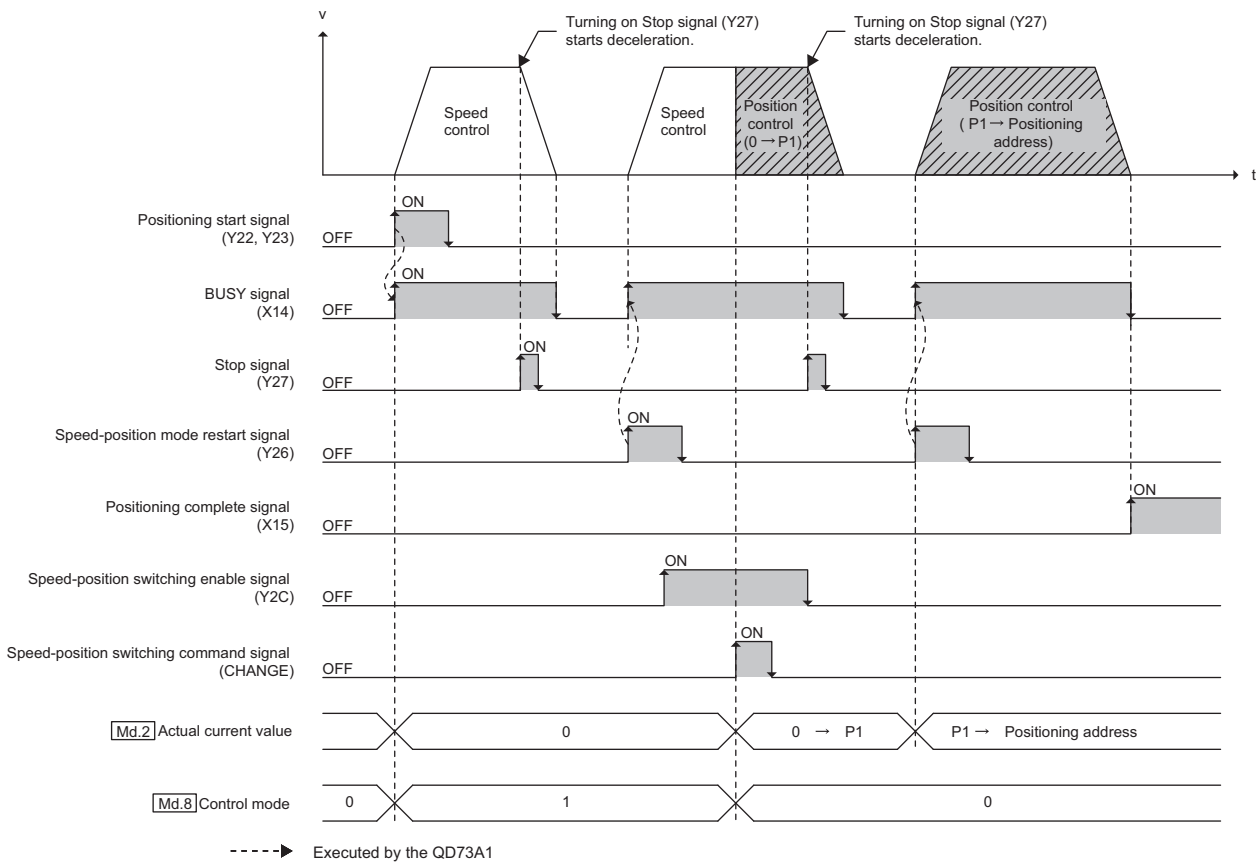 v
Turning on Stop signal (Y27)
starts deceleration.
Turning on Stop signal (Y27)
starts deceleration.
Speed
control
Speed
control
Position
control
(0 → P1)
Position control
( P1 → Positioning
address)
t
Positioning start signal
(Y22, Y23)
OFF
ON
BUSY signal
(X14)
OFF
ON
Stop signal
(Y27)
OFF
ON
Speed-position mode restart signal
(Y26)
OFF
ON
Positioning complete signal
(X15)
OFF
ON
Speed-position switching enable signal
(Y2C)
OFF
ON
Speed-position switching command signal
(CHANGE)
OFF
ON
Md.2 Actual current value
0
0 → P1
P1 → Positioning address
Md.8 Control mode
0
1
0
Executed by the QD73A1